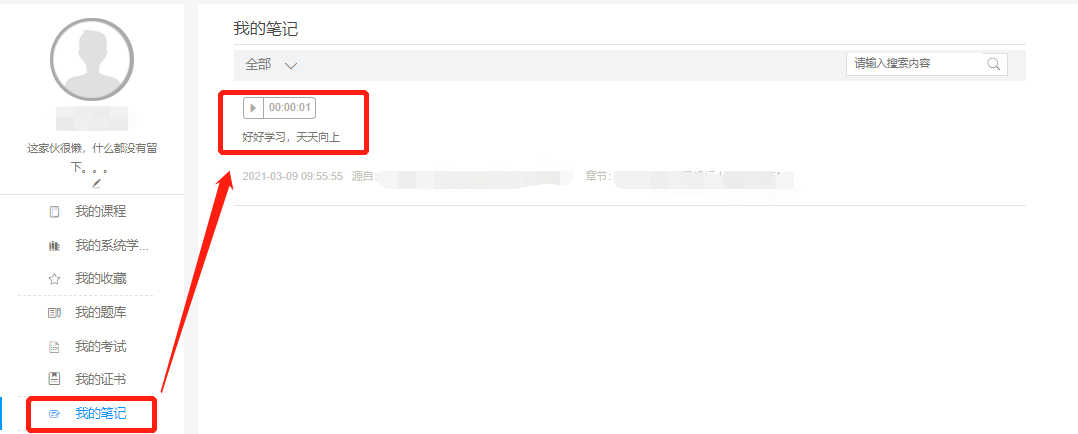 这家伙很懒，什么都没有留
下。。。
我的课程
我的系统学...
我的收藏
我的题库
我的考试
我的证书
我的笔记
我的笔记
全部
请输入搜索内容
00:00:01
好好学习，天天向上
2021-03-09 09:55:55 源自:
章节: